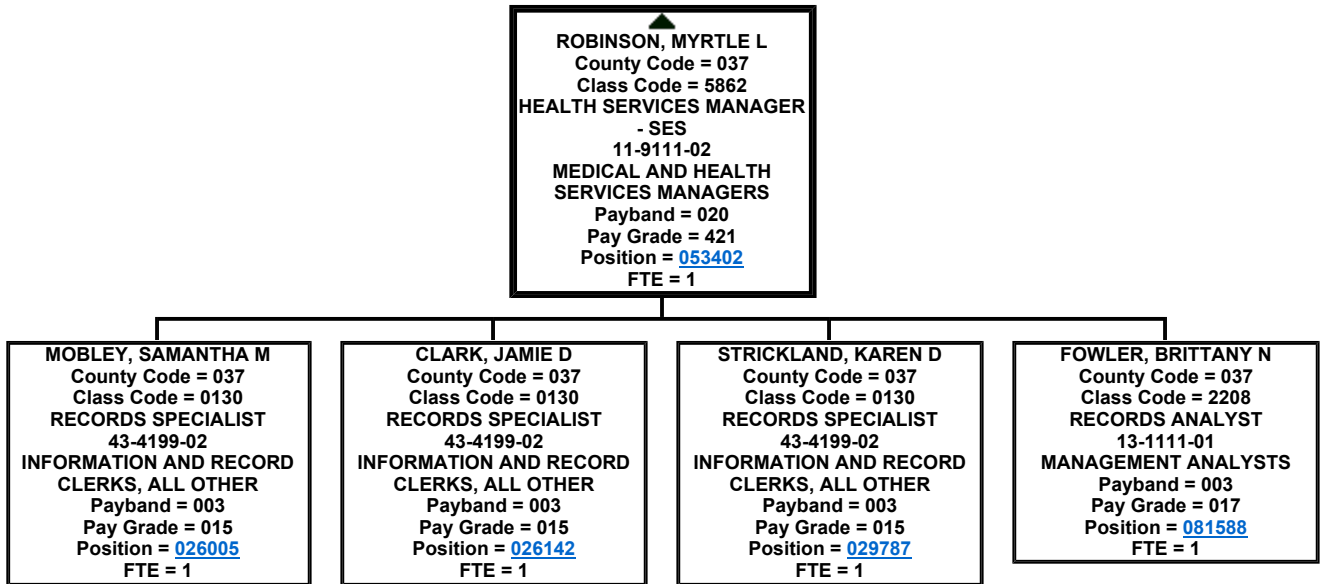 ROBINSON, MYRTLE L
County Code = 037
Class Code = 5862
HEALTH SERVICES MANAGER
- SES
11-9111-02
MEDICAL AND HEALTH
SERVICES MANAGERS
Payband = 020
Pay Grade = 421
Position = 053402
FTE = 1
MOBLEY, SAMANTHA M
County Code = 037
Class Code = 0130
RECORDS SPECIALIST
43-4199-02
INFORMATION AND RECORD
CLERKS, ALL OTHER
Payband = 003
Pay Grade = 015
Position = 026005
FTE = 1
CLARK, JAMIE D
County Code = 037
Class Code = 0130
RECORDS SPECIALIST
43-4199-02
INFORMATION AND RECORD
CLERKS, ALL OTHER
Payband = 003
Pay Grade = 015
Position = 026142
FTE = 1
STRICKLAND, KAREN D
County Code = 037
Class Code = 0130
RECORDS SPECIALIST
43-4199-02
INFORMATION AND RECORD
CLERKS, ALL OTHER
Payband = 003
Pay Grade = 015
Position = 029787
FTE = 1
FOWLER, BRITTANY N
County Code = 037
Class Code = 2208
RECORDS ANALYST
13-1111-01
MANAGEMENT ANALYSTS
Payband = 003
Pay Grade = 017
Position = 081588
FTE = 1